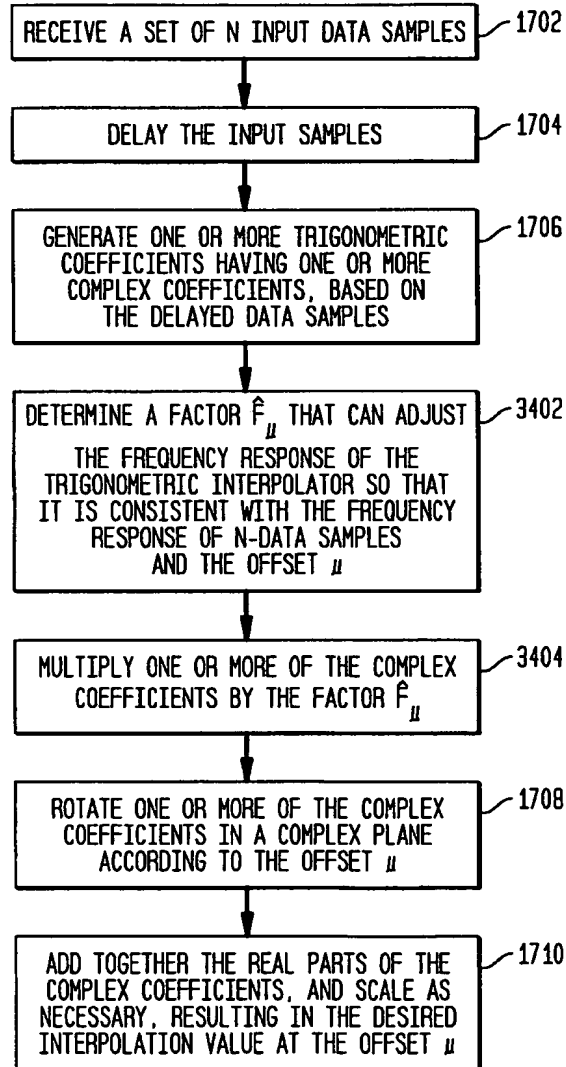 RECEIVE A SET OF N INPUT DATA SAMPLES
1702
DELAY THE INPUT SAMPLES
1704
GENERATE ONE OR MORE TRIGONOMETRIC
COEFFICIENTS HAVING ONE OR MORE
COMPLEX COEFFICIENTS, BASED ON
THE DELAYED DATA SAMPLES
1706
DETERMINE A FACTOR F̂μ THAT CAN ADJUST
THE FREQUENCY RESPONSE OF THE
TRIGONOMETRIC INTERPOLATOR SO THAT
IT IS CONSISTENT WITH THE FREQUENCY
RESPONSE OF N-DATA SAMPLES
AND THE OFFSET μ
3402
MULTIPLY ONE OR MORE OF THE COMPLEX
COEFFICIENTS BY THE FACTOR F̂μ
3404
ROTATE ONE OR MORE OF THE COMPLEX
COEFFICIENTS IN A COMPLEX PLANE
ACCORDING TO THE OFFSET μ
1708
ADD TOGETHER THE REAL PARTS OF THE
COMPLEX COEFFICIENTS, AND SCALE AS
NECESSARY, RESULTING IN THE DESIRED
INTERPOLATION VALUE AT THE OFFSET μ
1710